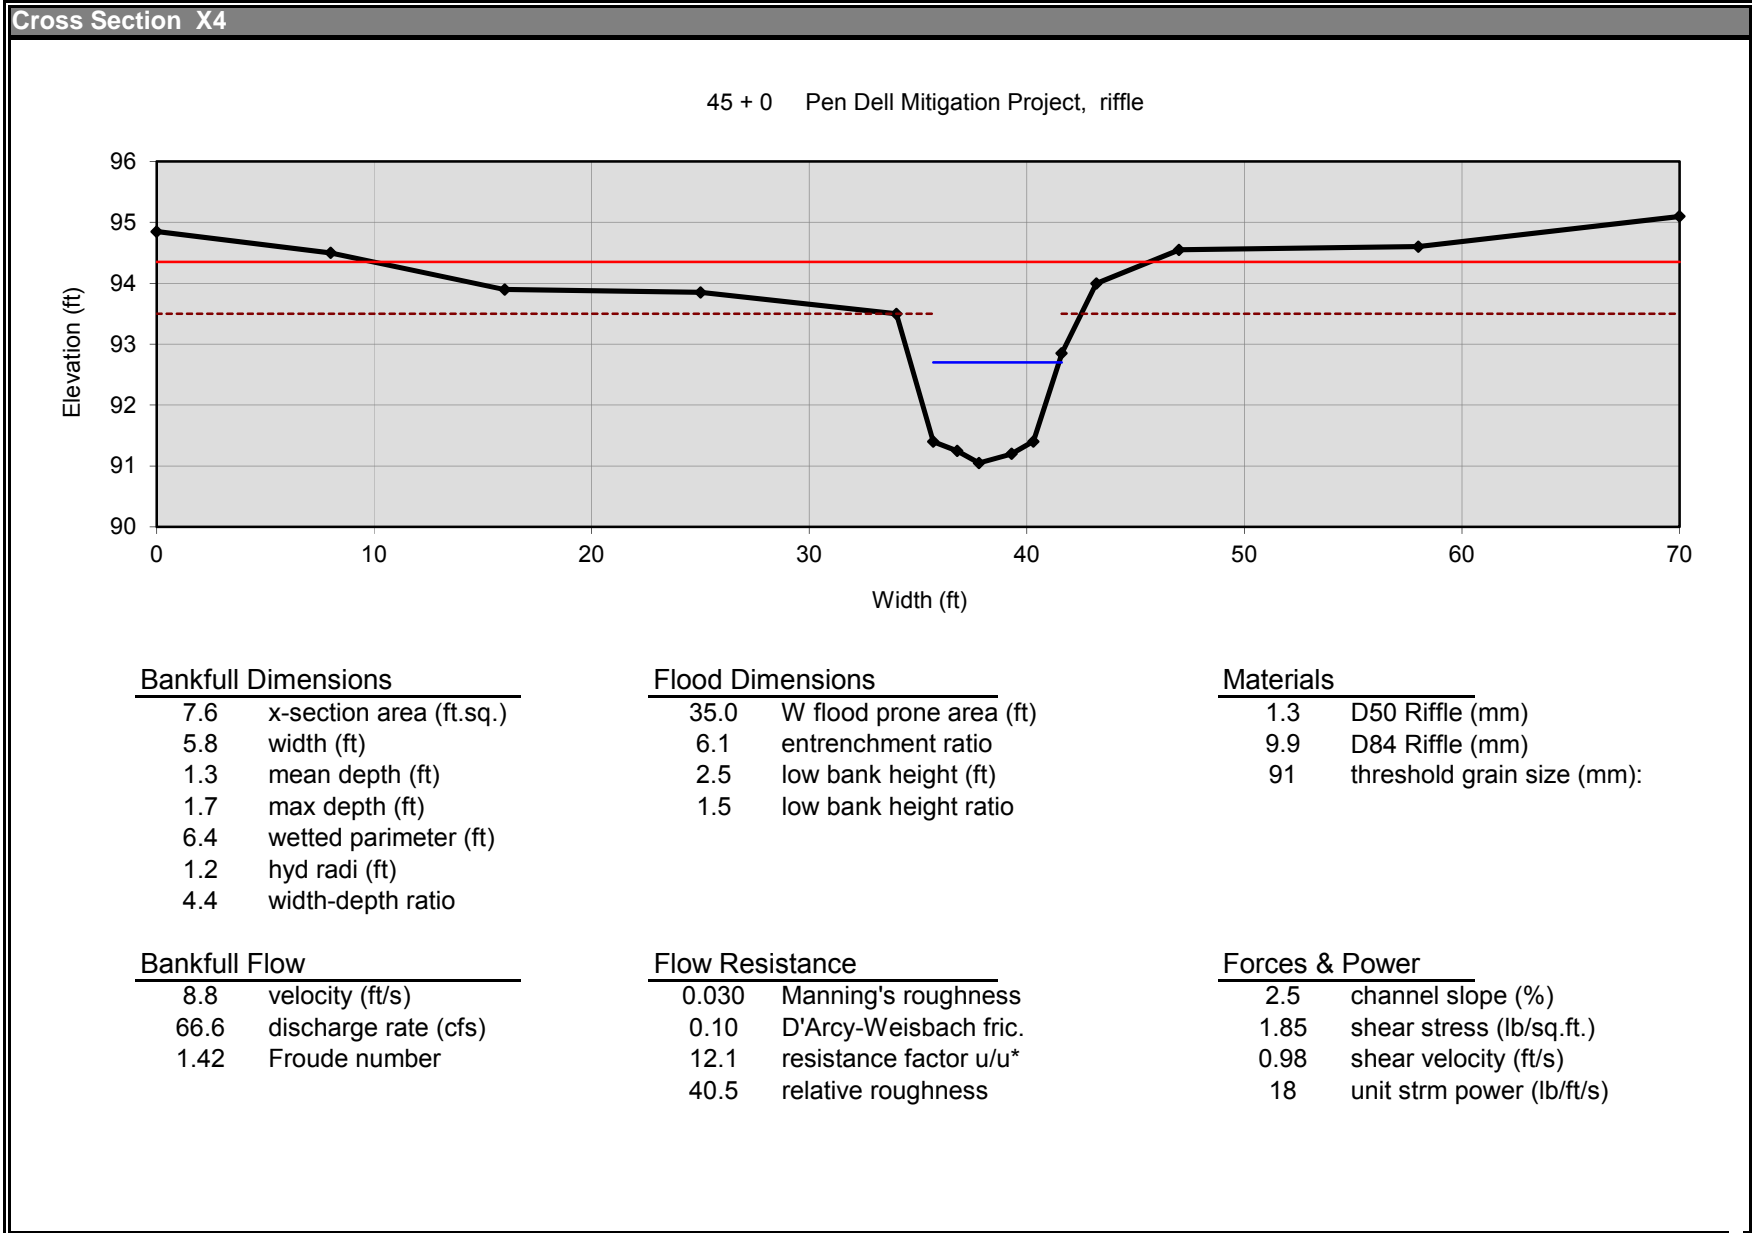 Cross Section X4
45 + 0 Pen Dell Mitigation Project, riffle
96
95
94
93
92
91
90
Elevation (ft)
0 10 20 30 40 50 60 70
Width (ft)
Bankfull Dimensions
7.6 x-section area (ft.sq.)
5.8 width (ft)
1.3 mean depth (ft)
1.7 max depth (ft)
6.4 wetted parimeter (ft)
1.2 hyd radi (ft)
4.4 width-depth ratio
Flood Dimensions
35.0 W flood prone area (ft)
6.1 entrenchment ratio
2.5 low bank height (ft)
1.5 low bank height ratio
Materials
1.3 D50 Riffle (mm)
9.9 D84 Riffle (mm)
91 threshold grain size (mm):
Bankfull Flow
8.8 velocity (ft/s)
66.6 discharge rate (cfs)
1.42 Froude number
Flow Resistance
0.030 Manning's roughness
0.10 D'Arcy-Weisbach fric.
12.1 resistance factor u/u*
40.5 relative roughness
Forces & Power
2.5 channel slope (%)
1.85 shear stress (lb/sq.ft.)
0.98 shear velocity (ft/s)
18 unit strm power (lb/ft/s)